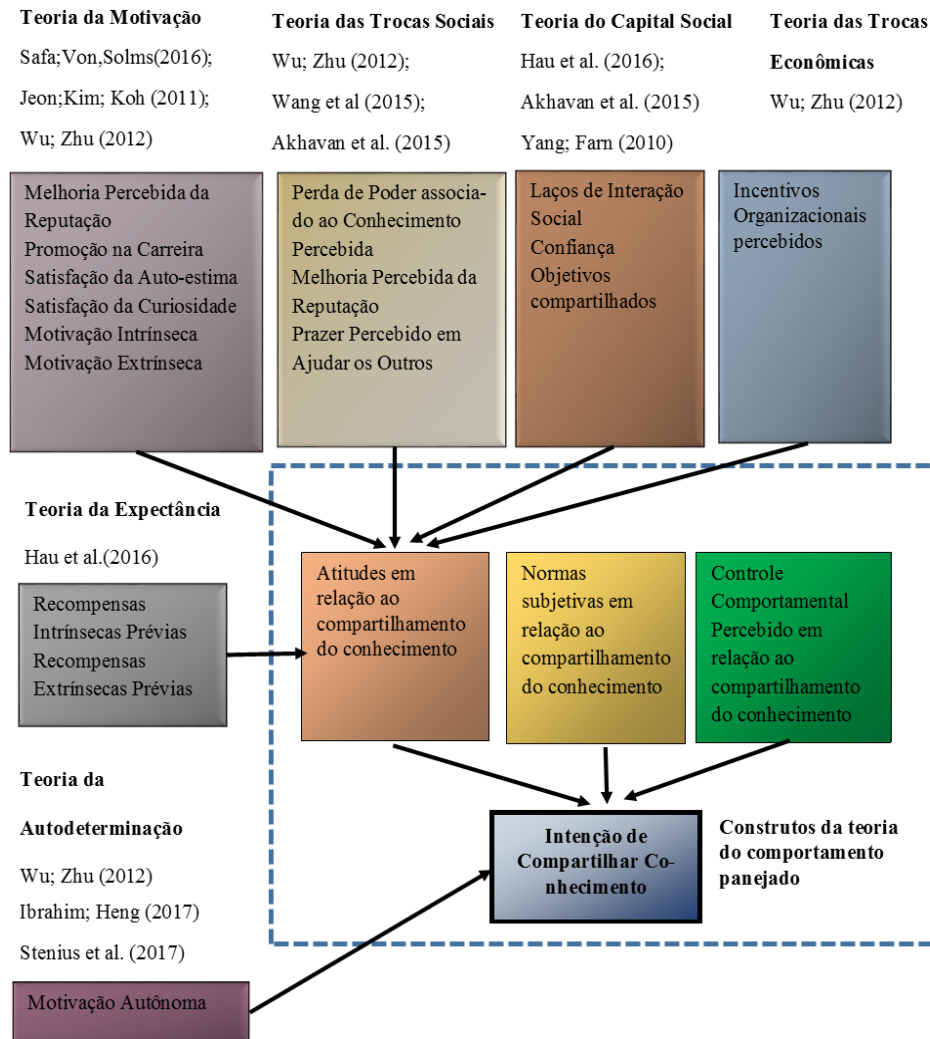 Teoria da Motivação
Safa;Von,Solms(2016);
Jeon;Kim; Koh (2011);
Wu; Zhu (2012)
Teoria das Trocas Sociais
Wu; Zhu (2012);
Wang et al (2015);
Akhavan et al. (2015)
Teoria do Capital Social
Hau et al. (2016);
Akhavan et al. (2015)
Yang; Farn (2010)
Teoria das Trocas
Econômicas
Wu; Zhu (2012)
Melhoria Percebida da
Reputação
Promoção na Carreira
Satisfação da Auto-estima
Satisfação da Curiosidade
Motivação Intrínseca
Motivação Extrínseca
Perda de Poder associa-
do ao Conhecimento
Percebida
Melhoria Percebida da
Reputação
Prazer Percebido em
Ajudar os Outros
Laços de Interação
Social
Confiança
Objetivos
compartilhados
Incentivos
Organizacionais
percebidos
Teoria da Expectância
Hau et al.(2016)
Recompensas
Intrínsecas Prévias
Recompensas
Extrínsecas Prévias
Atitudes em
relação ao
compartilhamento
do conhecimento
Normas
subjetivas em
relação ao
compartilhamento
do conhecimento
Controle
Comportamental
Percebido em
relação ao
compartilhamento
do conhecimento
Teoria da
Autodeterminação
Wu; Zhu (2012)
Ibrahim; Heng (2017)
Stenius et al. (2017)
Motivação Autônoma
Intenção de
Compartilhar Co-
nhecimento
Construtos da teoria
do comportamento
panejado